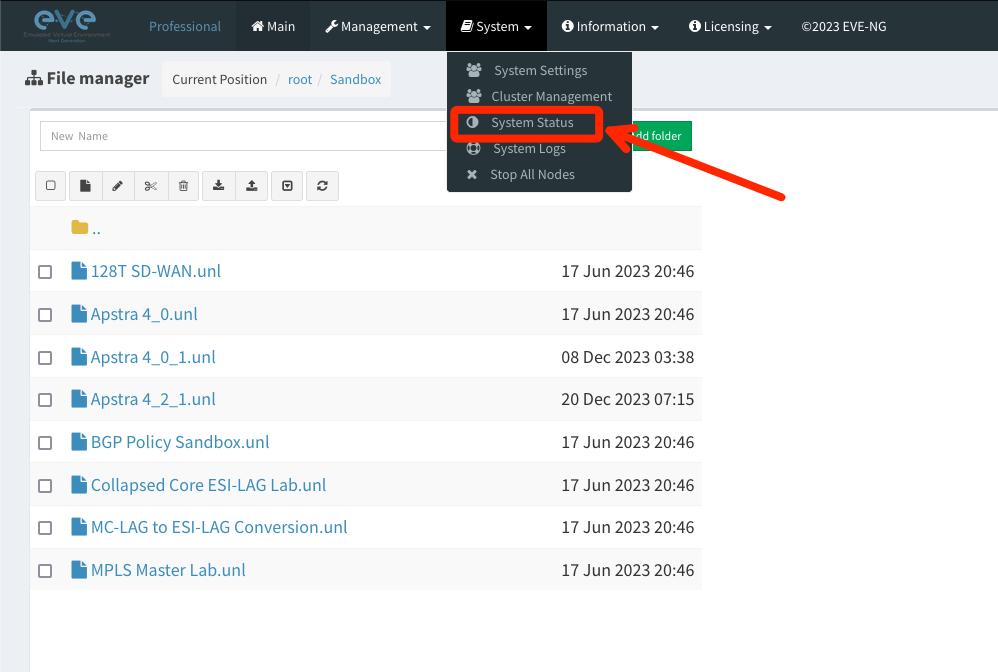 eve
Emulated Virtual Environment
Next Generation
Professional
Main
Management
System
Information
Licensing
©2023 EVE-NG
File manager
Current Position / root / Sandbox
System Settings
Cluster Management
System Status
System Logs
Stop All Nodes
New Name
folder
..
128T SD-WAN.unl 17 Jun 2023 20:46
Apstra 4_0.unl 17 Jun 2023 20:46
Apstra 4_0_1.unl 08 Dec 2023 03:38
Apstra 4_2_1.unl 20 Dec 2023 07:15
BGP Policy Sandbox.unl 17 Jun 2023 20:46
Collapsed Core ESI-LAG Lab.unl 17 Jun 2023 20:46
MC-LAG to ESI-LAG Conversion.unl 17 Jun 2023 20:46
MPLS Master Lab.unl 17 Jun 2023 20:46